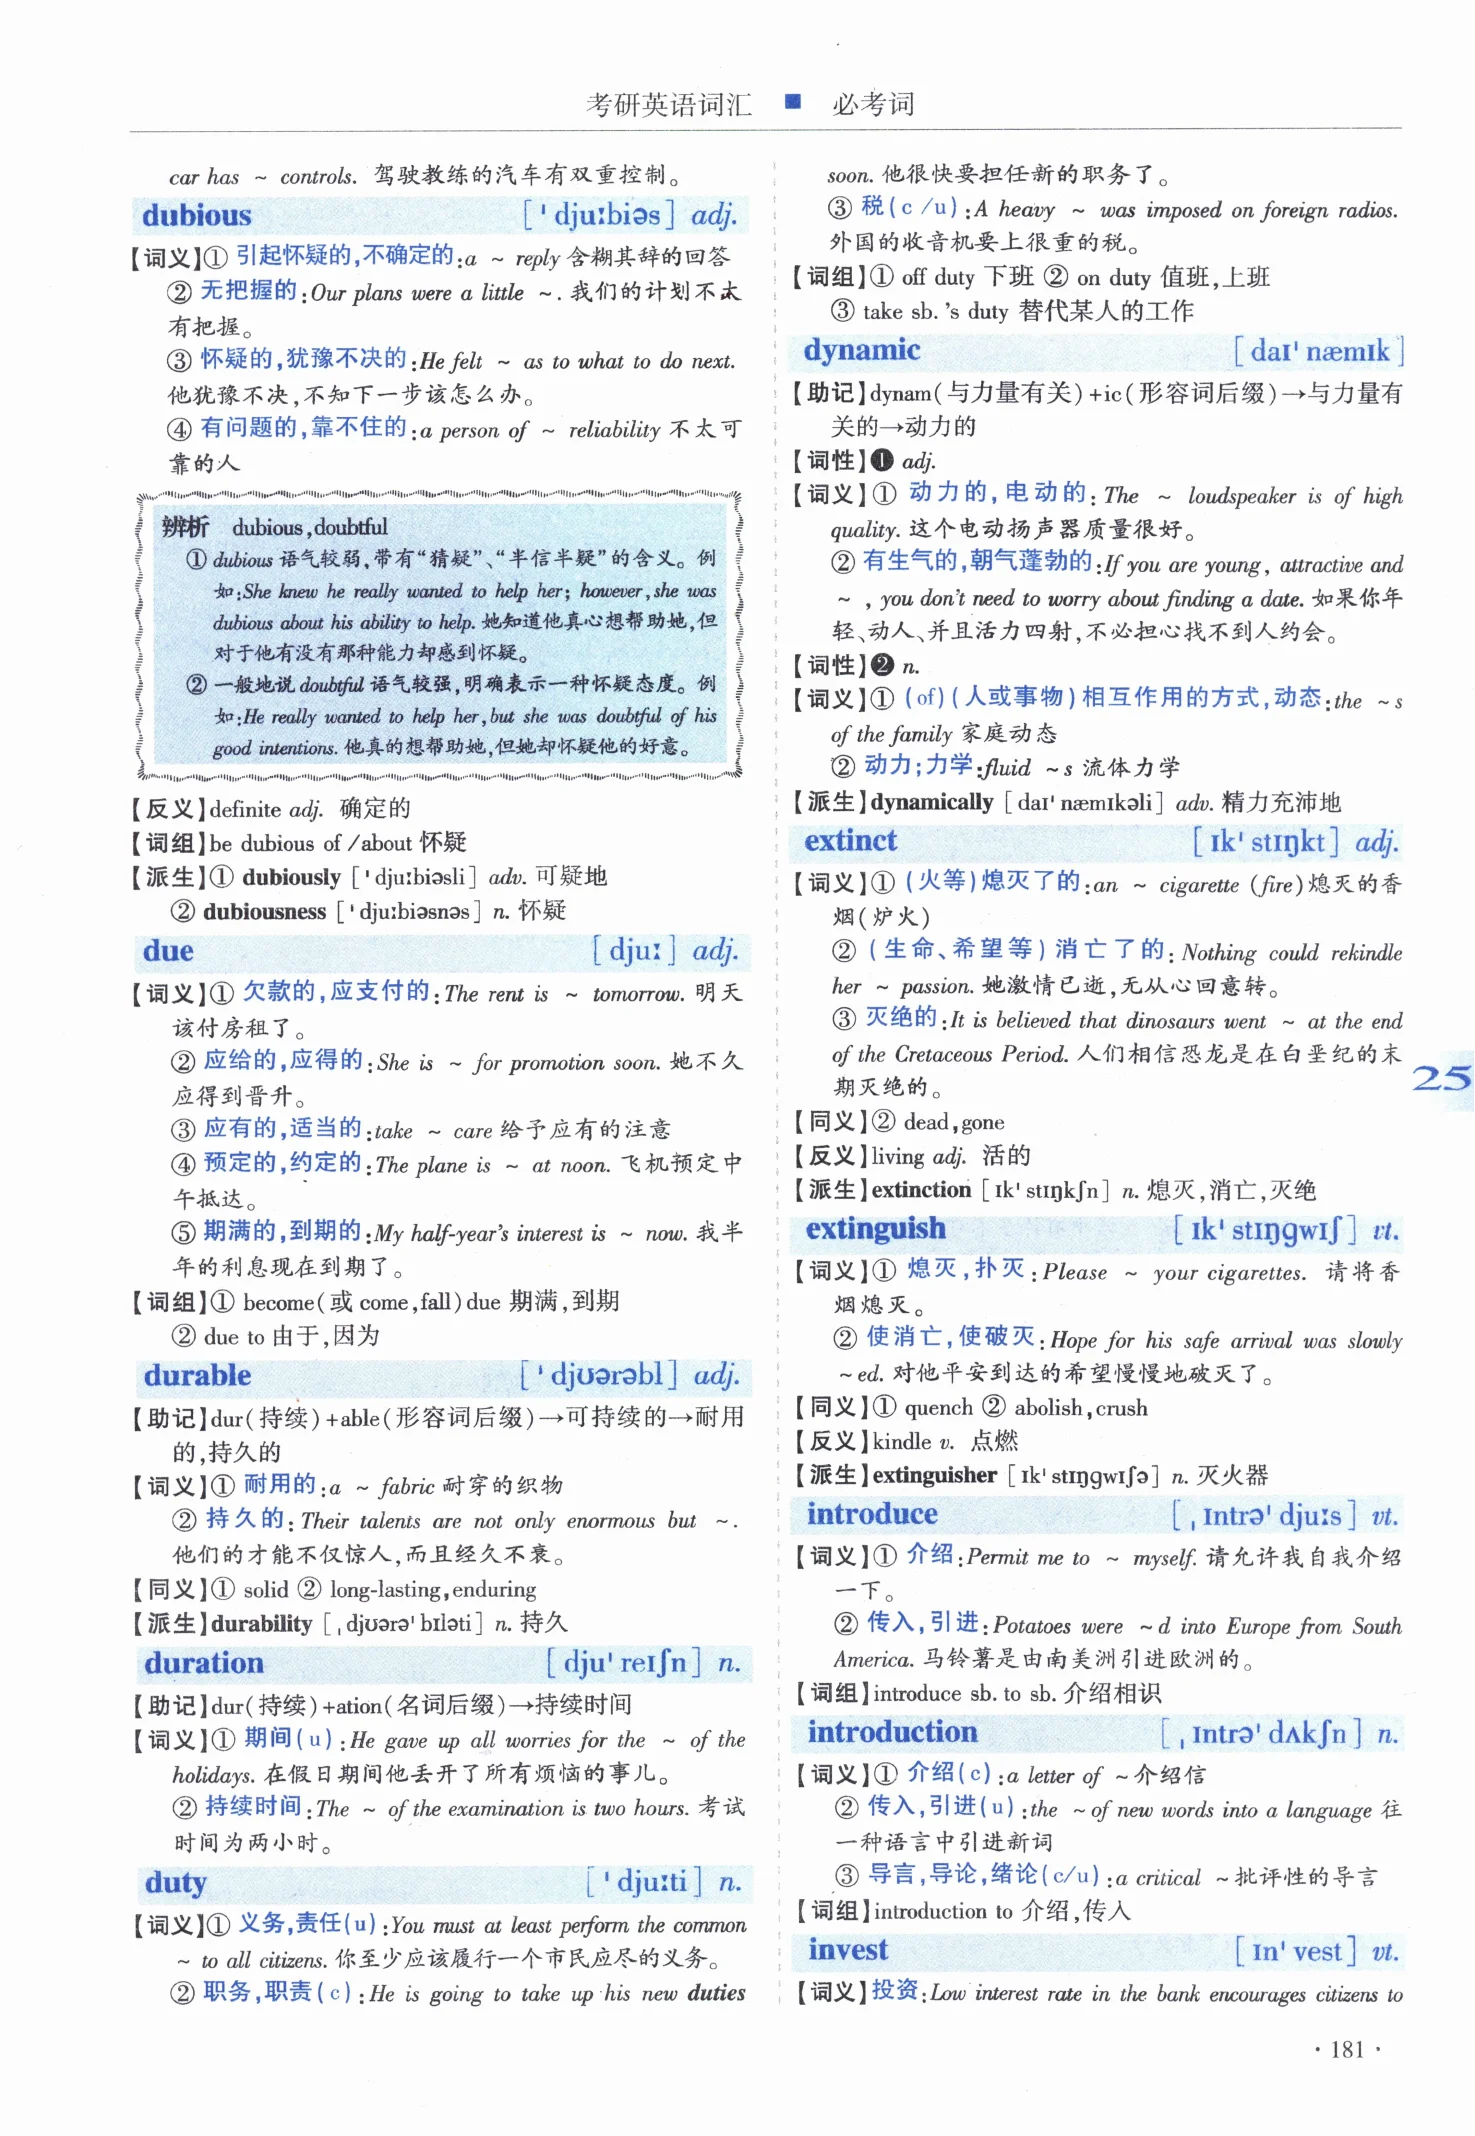 考研英语词汇 ■ 必考词
car has ~ controls. 驾驶教练的汽车有双重控制。
dubious ['dju:biəs] adj.
【词义】① 引起怀疑的,不确定的:a ~ reply 含糊其辞的回答
② 无把握的:Our plans were a little ~. 我们的计划不太
有把握。
③ 怀疑的,犹豫不决的:He felt ~ as to what to do next.
他犹豫不决,不知下一步该怎么办。
④ 有问题的,靠不住的:a person of ~ reliability 不太可
靠的人
辨析 dubious,doubtful
① dubious 语气较弱,带有“猜疑”、“半信半疑”的含义。例
如:She knew he really wanted to help her; however,she was
dubious about his ability to help. 她知道他真心想帮助她,但
对于他有没有那种能力却感到怀疑。
② 一般地说 doubtful 语气较强,明确表示一种怀疑态度。例
如:He really wanted to help her,but she was doubtful of his
good intentions. 他真的想帮助她,但她却怀疑他的好意。
【反义】definite adj. 确定的
【词组】be dubious of /about 怀疑
【派生】① dubiously ['dju:biəsli] adv. 可疑地
② dubiousness ['dju:biəsnəs] n. 怀疑
due [dju:] adj.
【词义】① 欠款的,应支付的:The rent is ~ tomorrow. 明天
该付房租了。
② 应给的,应得的:She is ~ for promotion soon. 她不久
应得到晋升。
③ 应有的,适当的:take ~ care 给予应有的注意
④ 预定的,约定的:The plane is ~ at noon. 飞机预定中
午抵达。
⑤ 期满的,到期的:My half-year's interest is ~ now. 我半
年的利息现在到期了。
【词组】① become(或 come,fall)due 期满,到期
② due to 由于,因为
durable ['djʊərəbl] adj.
【助记】dur(持续)+able(形容词后缀)→可持续的→耐用
的,持久的
【词义】① 耐用的:a ~ fabric 耐穿的织物
② 持久的:Their talents are not only enormous but ~.
他们的才能不仅惊人,而且经久不衰。
【同义】① solid ② long-lasting,enduring
【派生】durability [ˌdjʊərə'bɪləti] n. 持久
duration [dju'reɪʃn] n.
【助记】dur(持续)+ation(名词后缀)→持续时间
【词义】① 期间(u):He gave up all worries for the ~ of the
holidays. 在假日期间他丢开了所有烦恼的事儿。
② 持续时间:The ~ of the examination is two hours. 考试
时间为两小时。
duty ['dju:ti] n.
【词义】① 义务,责任(u):You must at least perform the common
~ to all citizens. 你至少应该履行一个市民应尽的义务。
② 职务,职责(c):He is going to take up his new duties
soon. 他很快要担任新的职务了。
③ 税(c/u):A heavy ~ was imposed on foreign radios.
外国的收音机要上很重的税。
【词组】① off duty 下班 ② on duty 值班,上班
③ take sb. 's duty 替代某人的工作
dynamic [daɪ'næmɪk]
【助记】dynam(与力量有关)+ic(形容词后缀)→与力量有
关的→动力的
【词性】❶ adj.
【词义】① 动力的,电动的:The ~ loudspeaker is of high
quality. 这个电动扬声器质量很好。
② 有生气的,朝气蓬勃的:If you are young, attractive and
~ , you don't need to worry about finding a date. 如果你年
轻、动人、并且活力四射,不必担心找不到人约会。
【词性】❷ n.
【词义】① (of)(人或事物)相互作用的方式,动态:the ~s
of the family 家庭动态
② 动力;力学:fluid ~s 流体力学
【派生】dynamically [daɪ'næmɪkəli] adv. 精力充沛地
extinct [ɪk'stɪŋkt] adj.
【词义】① (火等)熄灭了的:an ~ cigarette (fire)熄灭的香
烟(炉火)
② (生命、希望等)消亡了的:Nothing could rekindle
her ~ passion. 她激情已逝,无从心回意转。
③ 灭绝的:It is believed that dinosaurs went ~ at the end
of the Cretaceous Period. 人们相信恐龙是在白垩纪的末
期灭绝的。
【同义】② dead,gone
【反义】living adj. 活的
【派生】extinction [ɪk'stɪŋkʃn] n. 熄灭,消亡,灭绝
extinguish [ɪk'stɪŋgwɪʃ] vt.
【词义】① 熄灭,扑灭:Please ~ your cigarettes. 请将香
烟熄灭。
② 使消亡,使破灭:Hope for his safe arrival was slowly
~ed. 对他平安到达的希望慢慢地破灭了。
【同义】① quench ② abolish,crush
【反义】kindle v. 点燃
【派生】extinguisher [ɪk'stɪŋgwɪʃə] n. 灭火器
introduce [ˌɪntrə'dju:s] vt.
【词义】① 介绍:Permit me to ~ myself. 请允许我自我介绍
一下。
② 传入,引进:Potatoes were ~d into Europe from South
America. 马铃薯是由南美洲引进欧洲的。
【词组】introduce sb. to sb. 介绍相识
introduction [ˌɪntrə'dʌkʃn] n.
【词义】① 介绍(c):a letter of ~介绍信
② 传入,引进(u):the ~of new words into a language 往
一种语言中引进新词
③ 导言,导论,绪论(c/u):a critical ~批评性的导言
【词组】introduction to 介绍,传入
invest [ɪn'vest] vt.
【词义】投资:Low interest rate in the bank encourages citizens to
25
· 181 ·